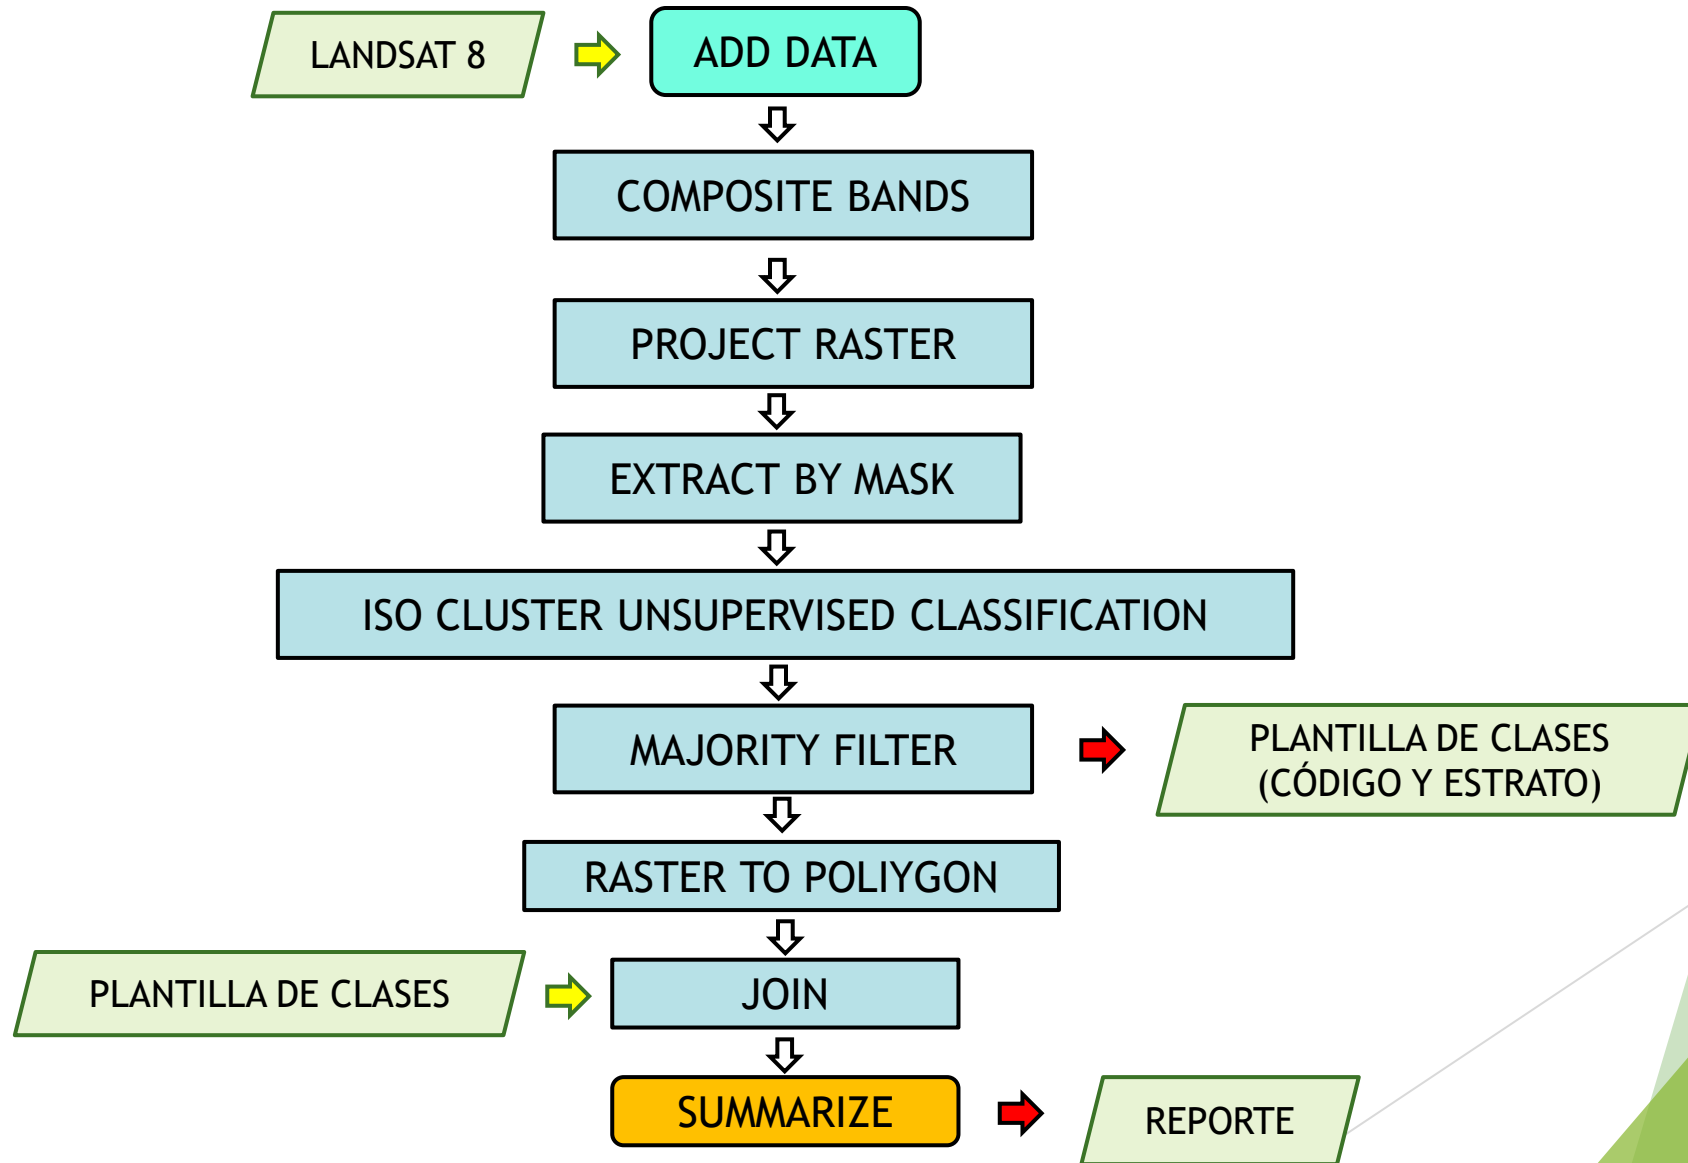 LANDSAT 8
ADD DATA
COMPOSITE BANDS
PROJECT RASTER
EXTRACT BY MASK
ISO CLUSTER UNSUPERVISED CLASSIFICATION
MAJORITY FILTER
PLANTILLA DE CLASES
(CÓDIGO Y ESTRATO)
RASTER TO POLIYGON
PLANTILLA DE CLASES
JOIN
SUMMARIZE
REPORTE